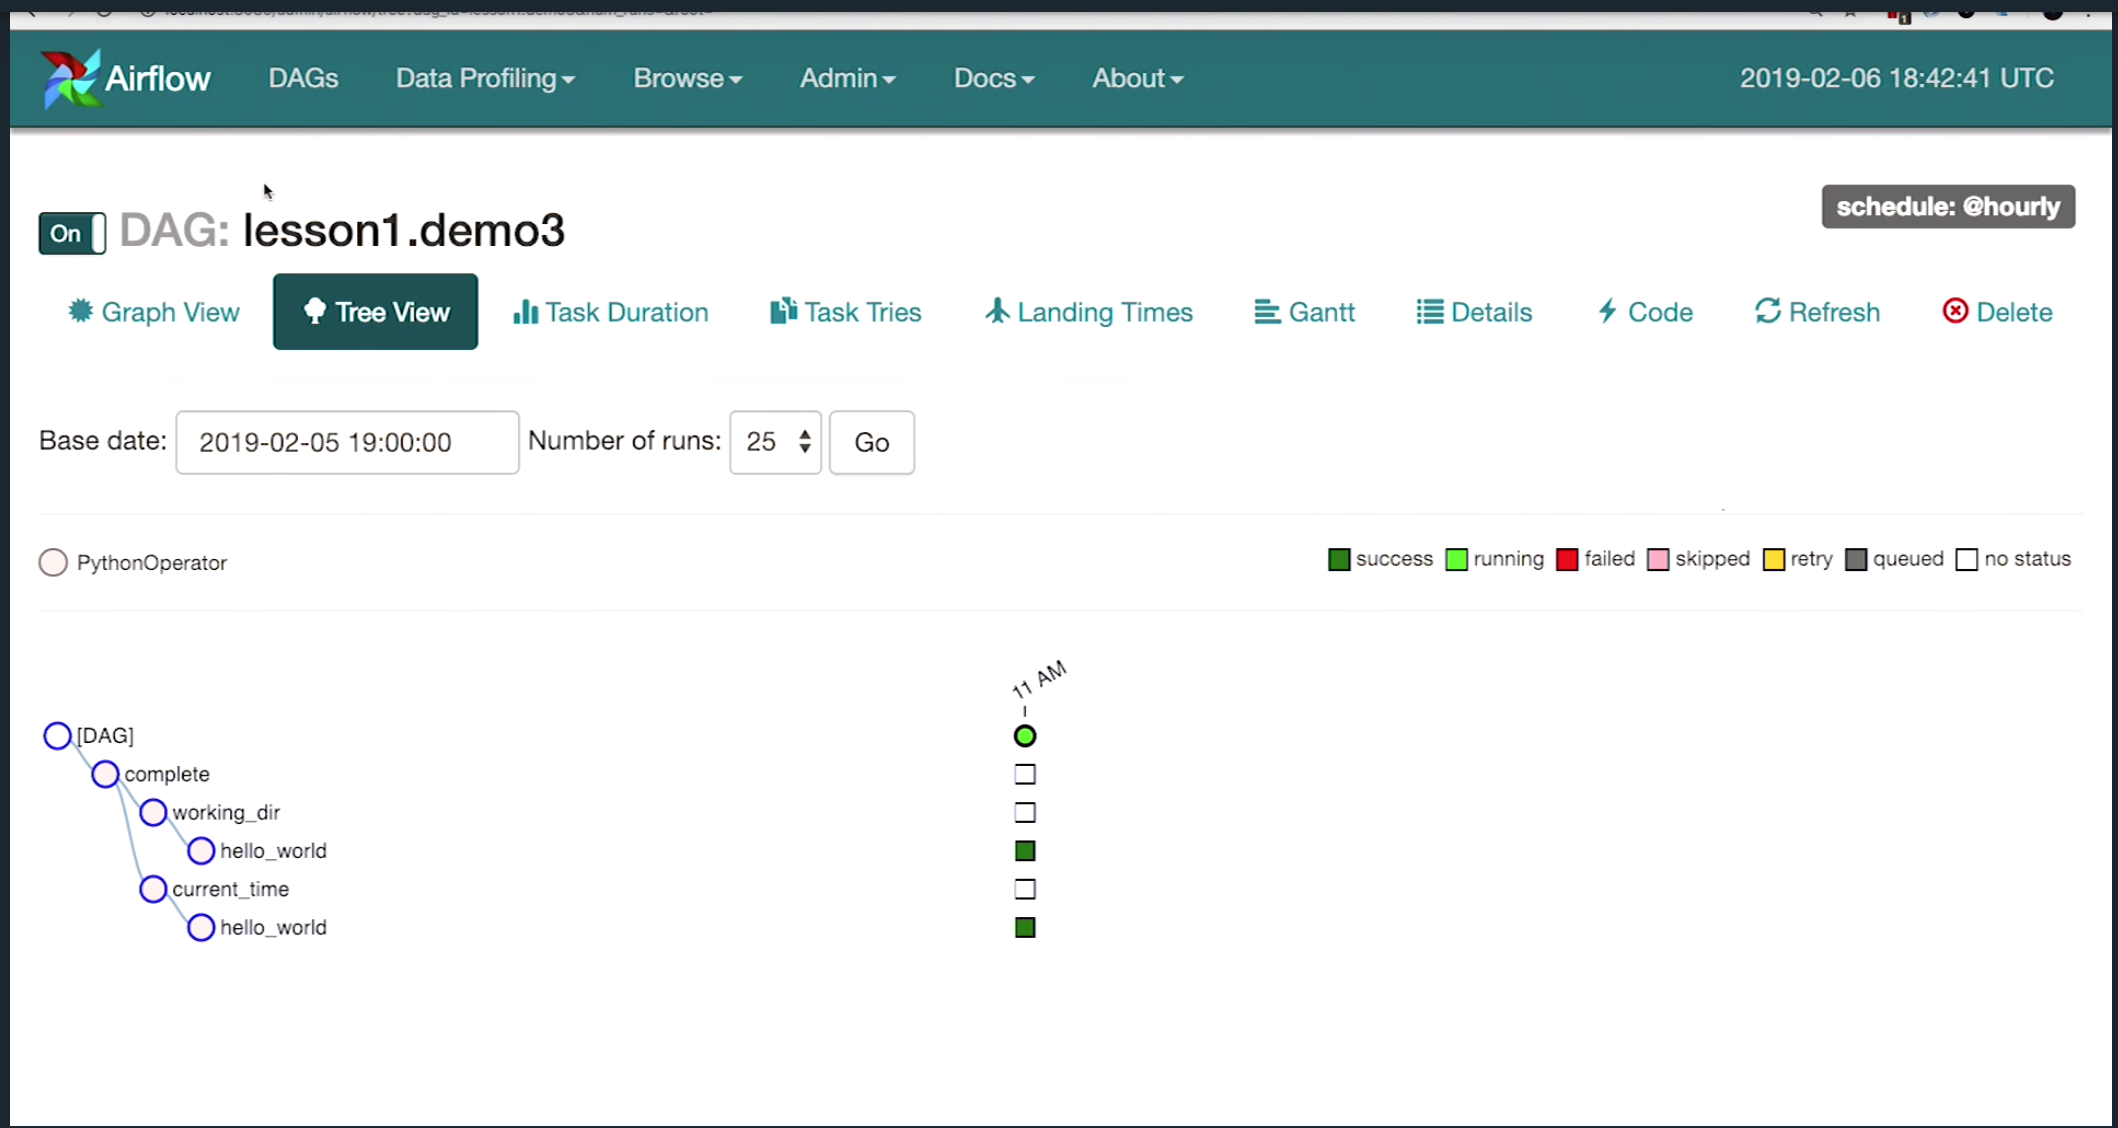 Airflow DAGs Data Profiling Browse Admin Docs About 2019-02-06 18:42:41 UTC
schedule: @hourly
On DAG: lesson1.demo3
Graph View Tree View Task Duration Task Tries Landing Times Gantt Details Code Refresh Delete
Base date: 2019-02-05 19:00:00 Number of runs: 25 Go
PythonOperator success running failed skipped retry queued no status
11 AM
[DAG]
complete
working_dir
hello_world
current_time
hello_world